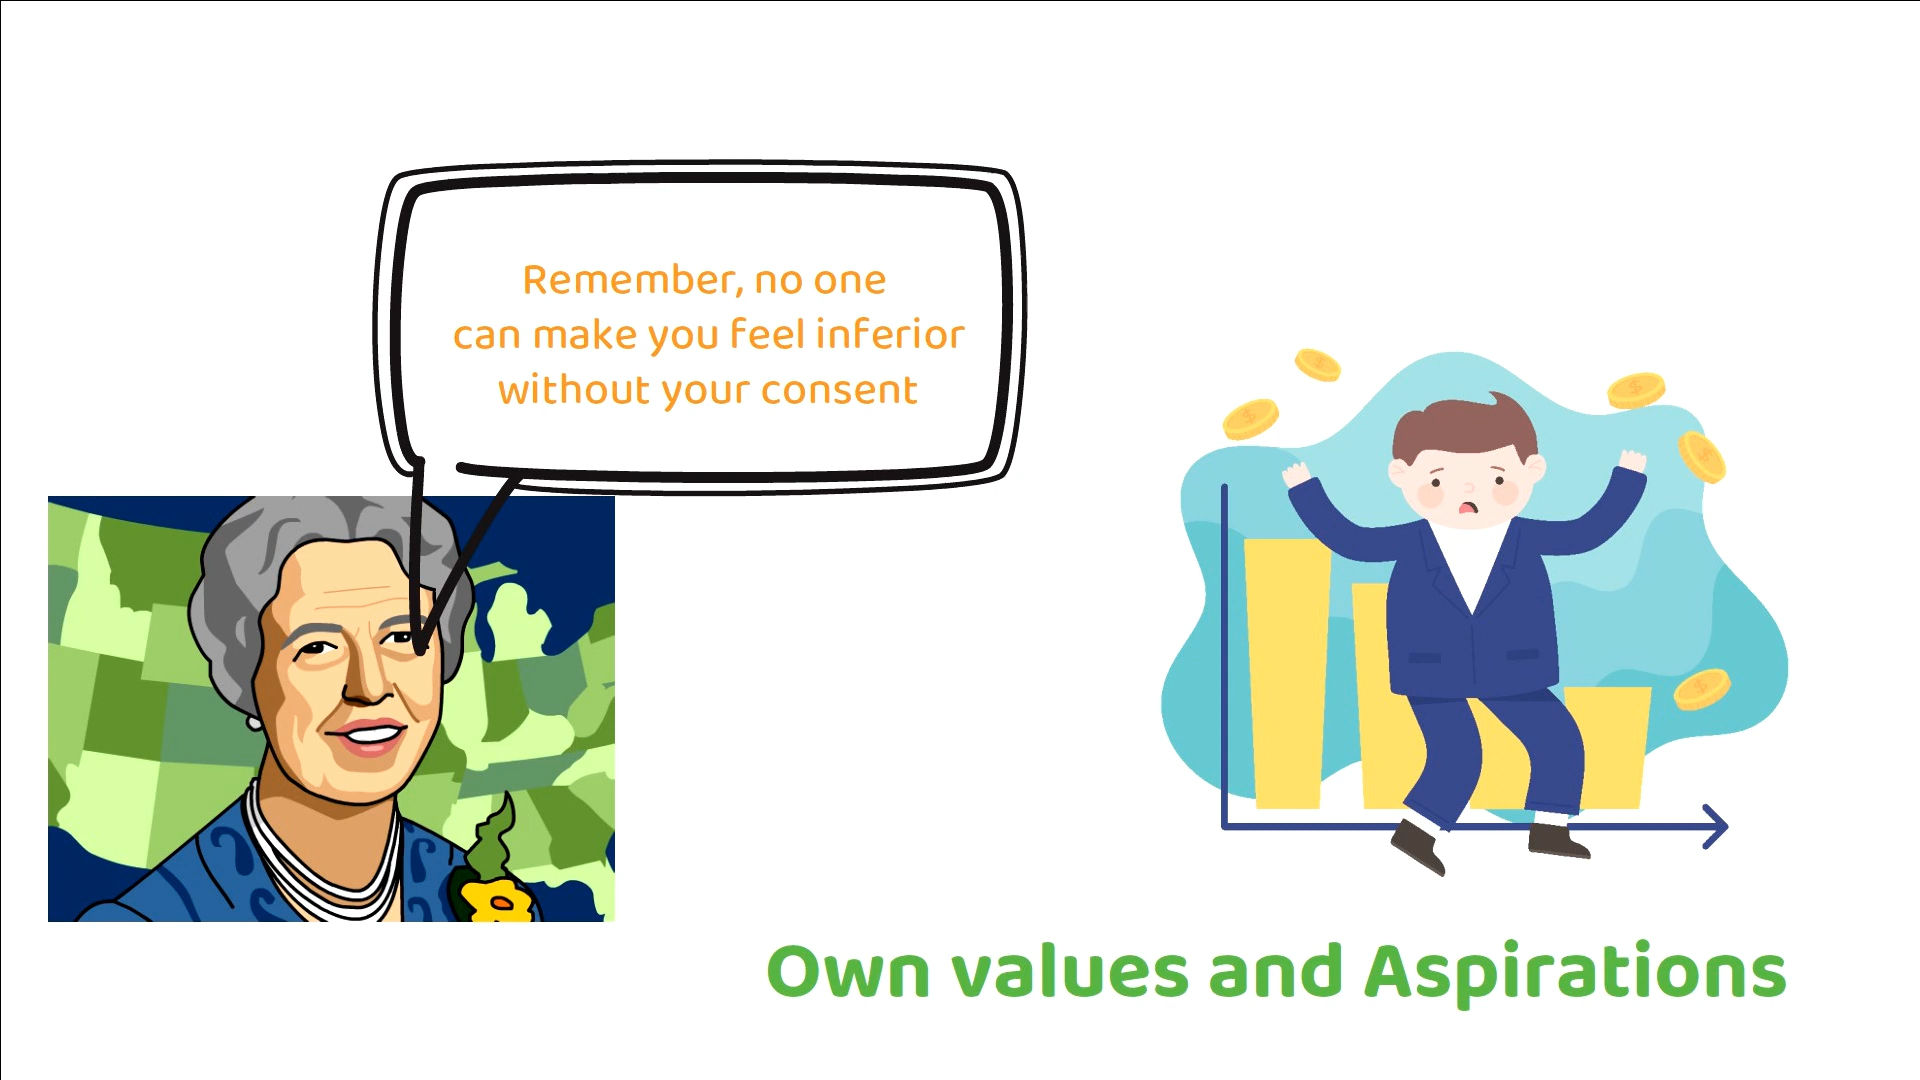 Remember, no one
can make you feel inferior
without your consent
Own values and Aspirations